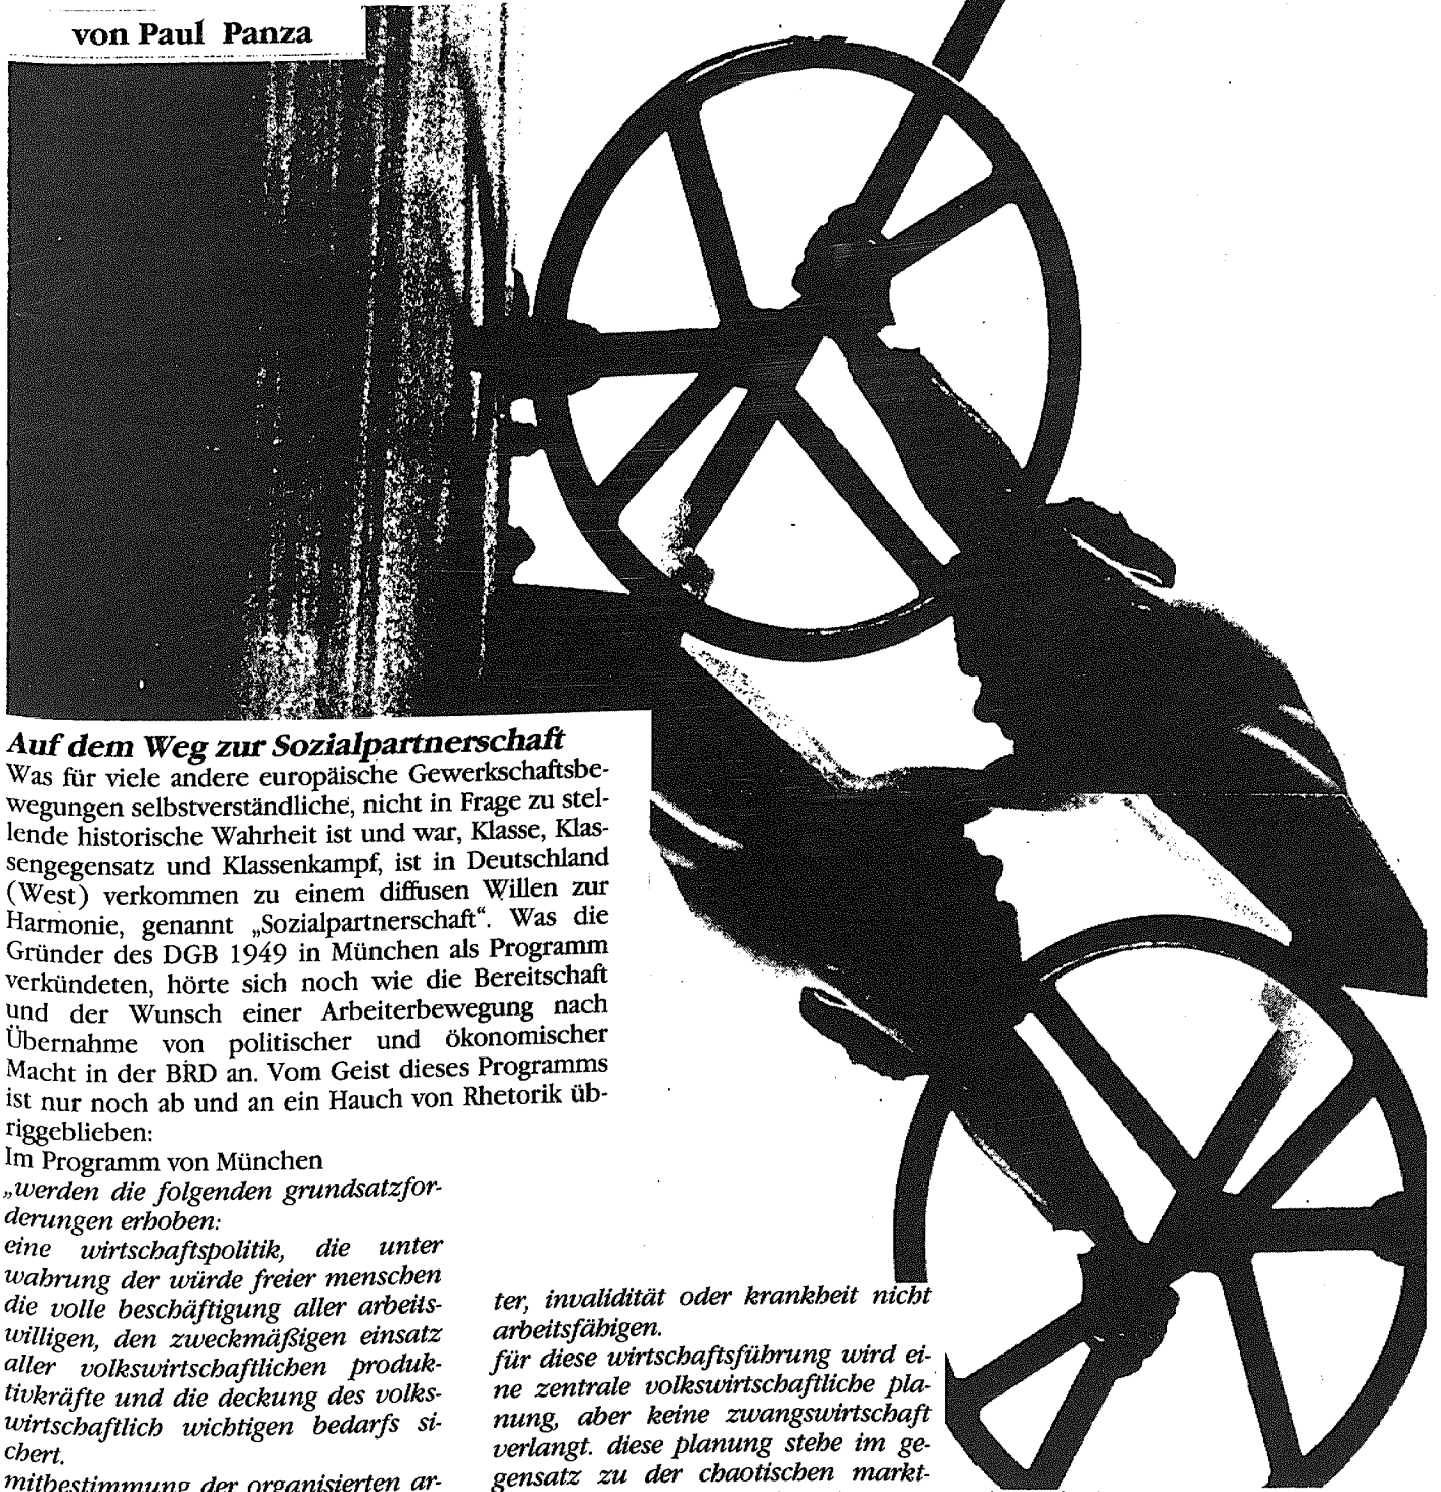 von Paul Panza
Auf dem Weg zur Sozialpartnerschaft
Was für viele andere europäische Gewerkschaftsbe-
wegungen selbstverständliche, nicht in Frage zu stel-
lende historische Wahrheit ist und war, Klasse, Klas-
sengegensatz und Klassenkampf, ist in Deutschland
(West) verkommen zu einem diffusen Willen zur
Harmonie, genannt „Sozialpartnerschaft“. Was die
Gründer des DGB 1949 in München als Programm
verkündeten, hörte sich noch wie die Bereitschaft
und der Wunsch einer Arbeiterbewegung nach
Übernahme von politischer und ökonomischer
Macht in der BRD an. Vom Geist dieses Programms
ist nur noch ab und an ein Hauch von Rhetorik üb-
riggeblieben:
Im Programm von München
„werden die folgenden grundsatzfor-
derungen erhoben:
eine wirtschaftspolitik, die unter
wahrung der würde freier menschen
die volle beschäftigung aller arbeits-
willigen, den zweckmäßigen einsatz
aller volkswirtschaftlichen produk-
tivkräfte und die deckung des volks-
wirtschaftlich wichtigen bedarfs si-
chert.
mitbestimmung der organisierten ar-
ter, invalidität oder krankheit nicht
arbeitsfähigen.
für diese wirtschaftsführung wird ei-
ne zentrale volkswirtschaftliche pla-
nung, aber keine zwangswirtschaft
verlangt. diese planung stehe im ge-
gensatz zu der chaotischen markt-